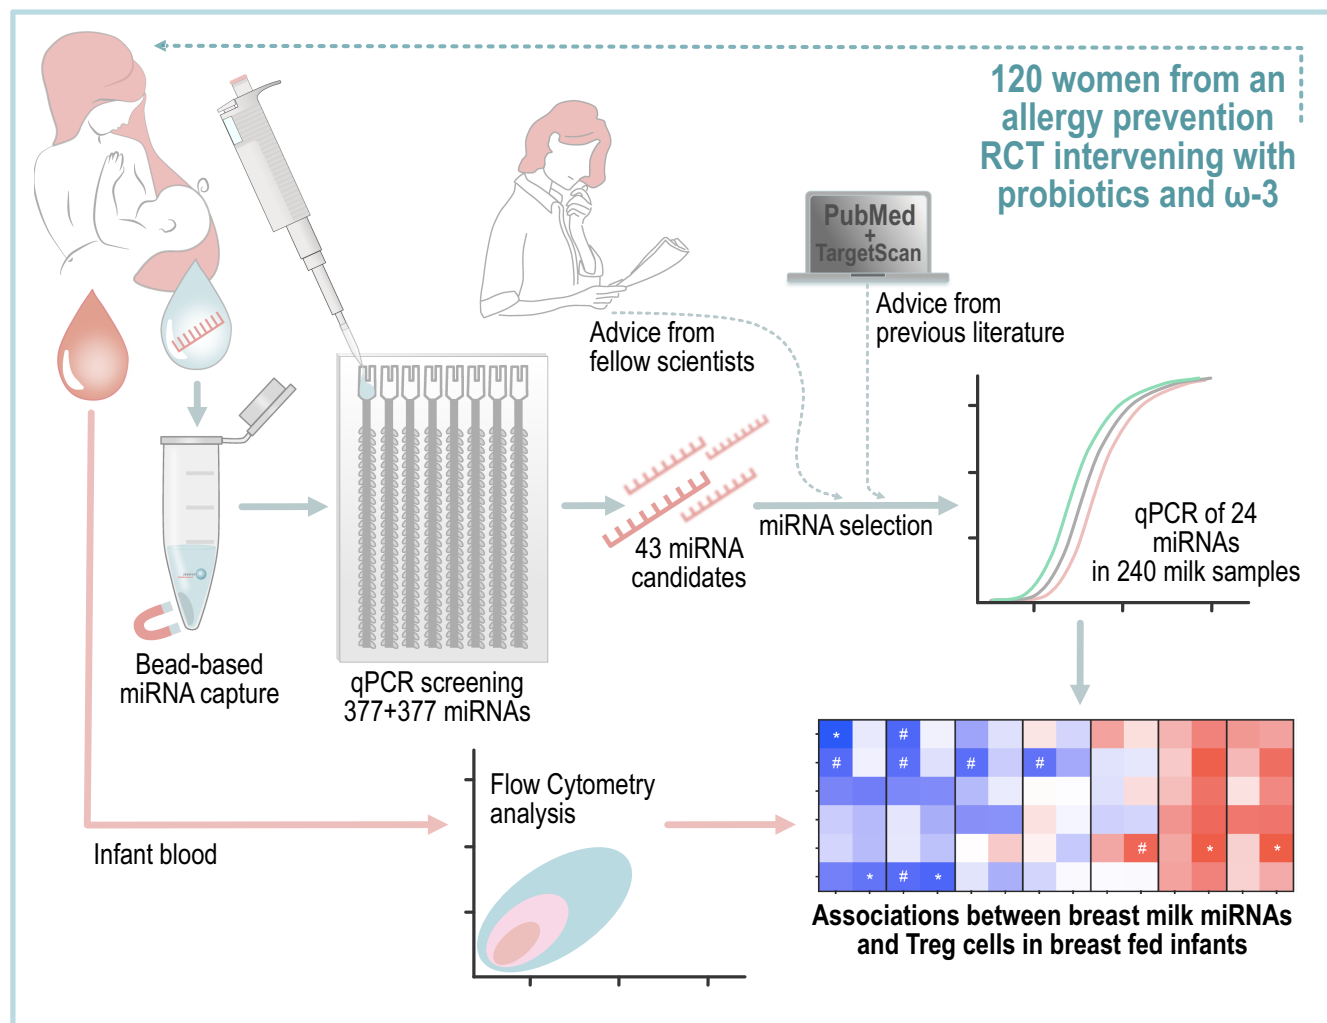 120 women from an
allergy prevention
RCT intervening with
probiotics and ω-3
PubMed
+
TargetScan
Advice from
fellow scientists
Advice from
previous literature
43 miRNA
candidates
miRNA selection
qPCR of 24
miRNAs
in 240 milk samples
Bead-based
miRNA capture
qPCR screening
377+377 miRNAs
Flow Cytometry
analysis
Infant blood
* #
# # # #
# * *
* # *
Associations between breast milk miRNAs
and Treg cells in breast fed infants